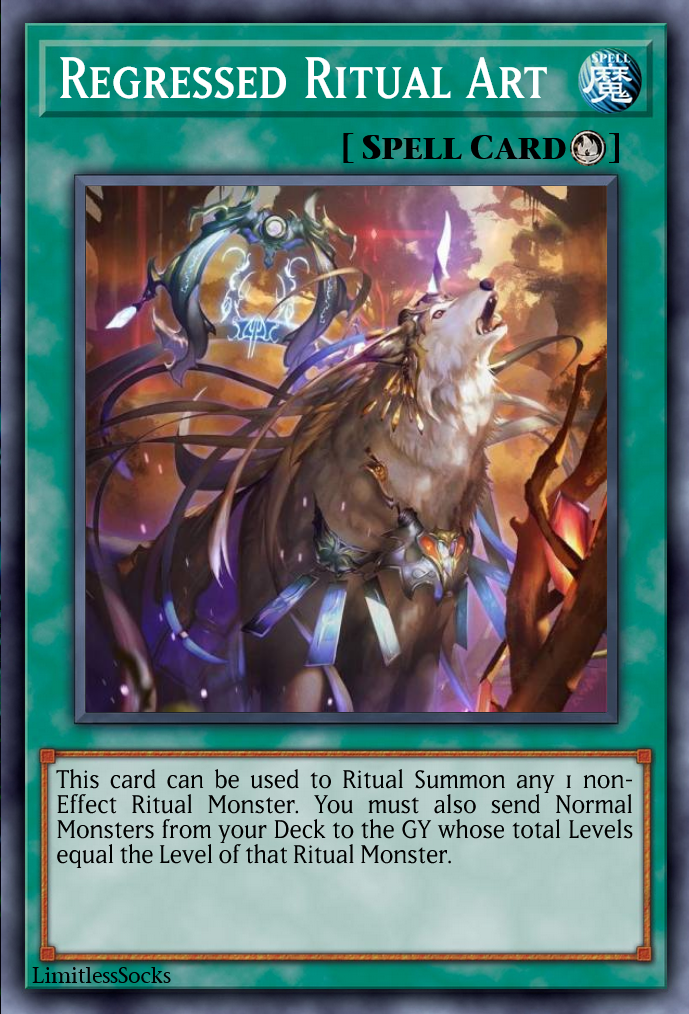 Regressed Ritual Art
SPELL
魔
[ Spell Card ]
This card can be used to Ritual Summon any 1 non-
Effect Ritual Monster. You must also send Normal
Monsters from your Deck to the GY whose total Levels
equal the Level of that Ritual Monster.
LimitlessSocks